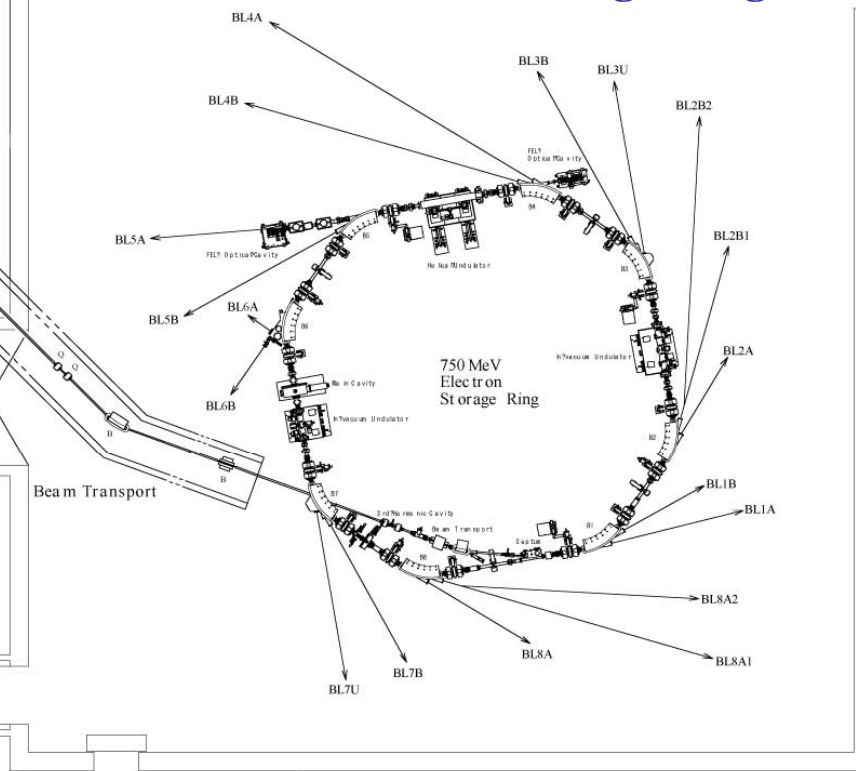 BL4A
BL3B
BL3U
BL4B
BL2B2
FEL?
Optical?Cavity
B4
BL5A
FEL? Optical?Cavity
B5
Helical?Undulator
B3
BL2B1
BL5B
BL6A
B6
In?vacuum Undulator
BL2A
750 MeV
Electron
Storage Ring
Q
Q
Main Cavity
BL6B
In?vacuum Undulator
B
B2
B
Beam Transport
B7
BL1B
3rd?Harmonic Cavity
BL1A
Beam Transport
B1
Septum
B8
BL8A2
BL8A
BL8A1
BL7B
BL7U